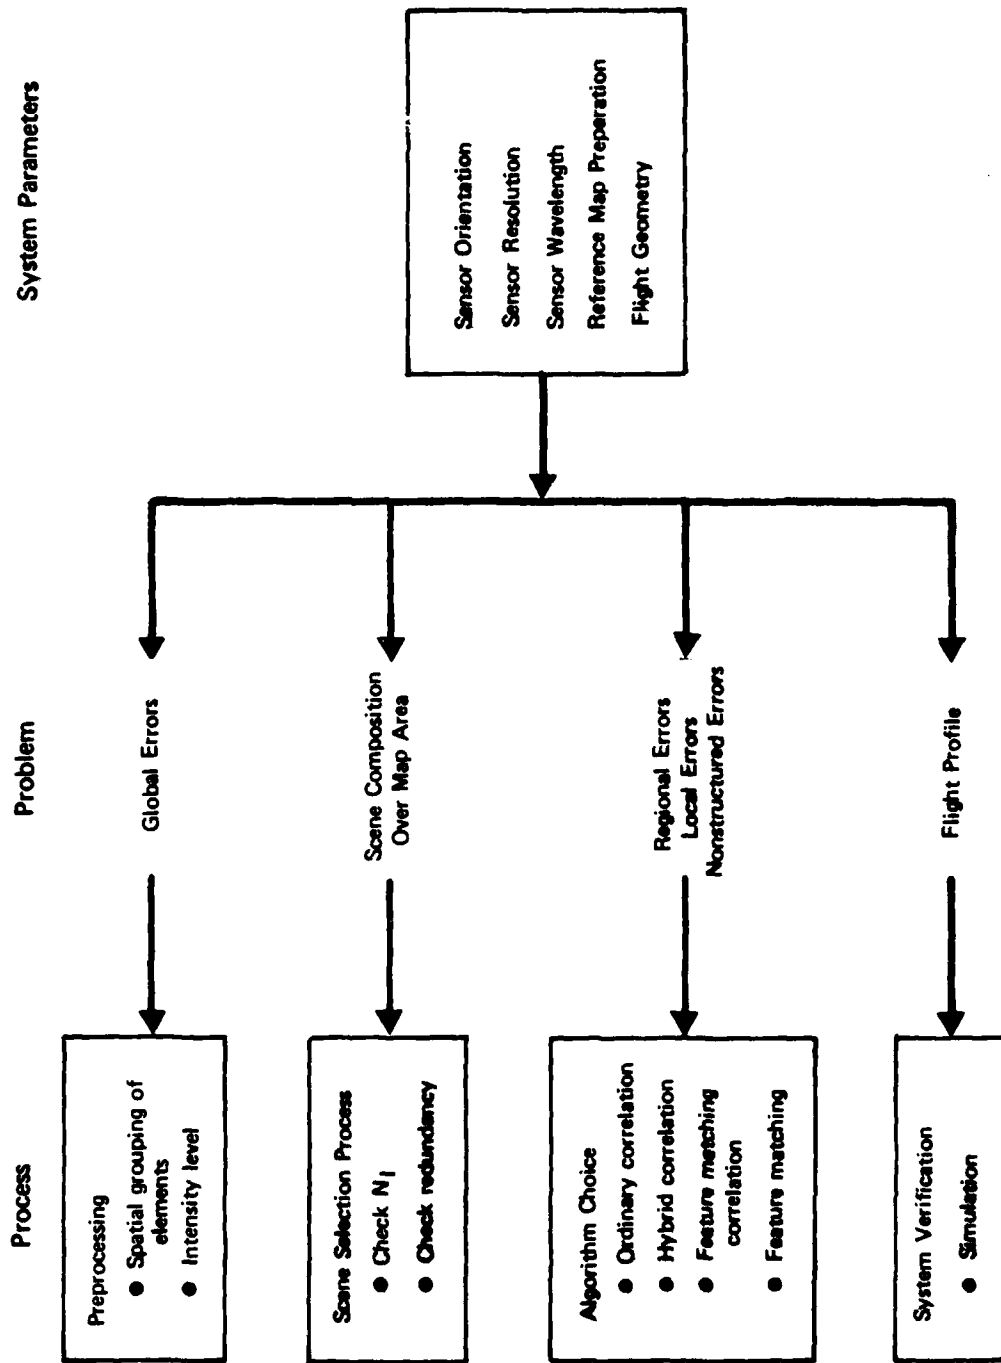 Process
Problem
System Parameters
Preprocessing
● Spatial grouping of
elements
● Intensity level
Global Errors
Scene Selection Process
● Check N_I
● Check redundancy
Scene Composition
Over Map Area
Algorithm Choice
● Ordinary correlation
● Hybrid correlation
● Feature matching
correlation
● Feature matching
Regional Errors
Local Errors
Nonstructured Errors
System Verification
● Simulation
Flight Profile
Sensor Orientation
Sensor Resolution
Sensor Wavelength
Reference Map Preparation
Flight Geometry